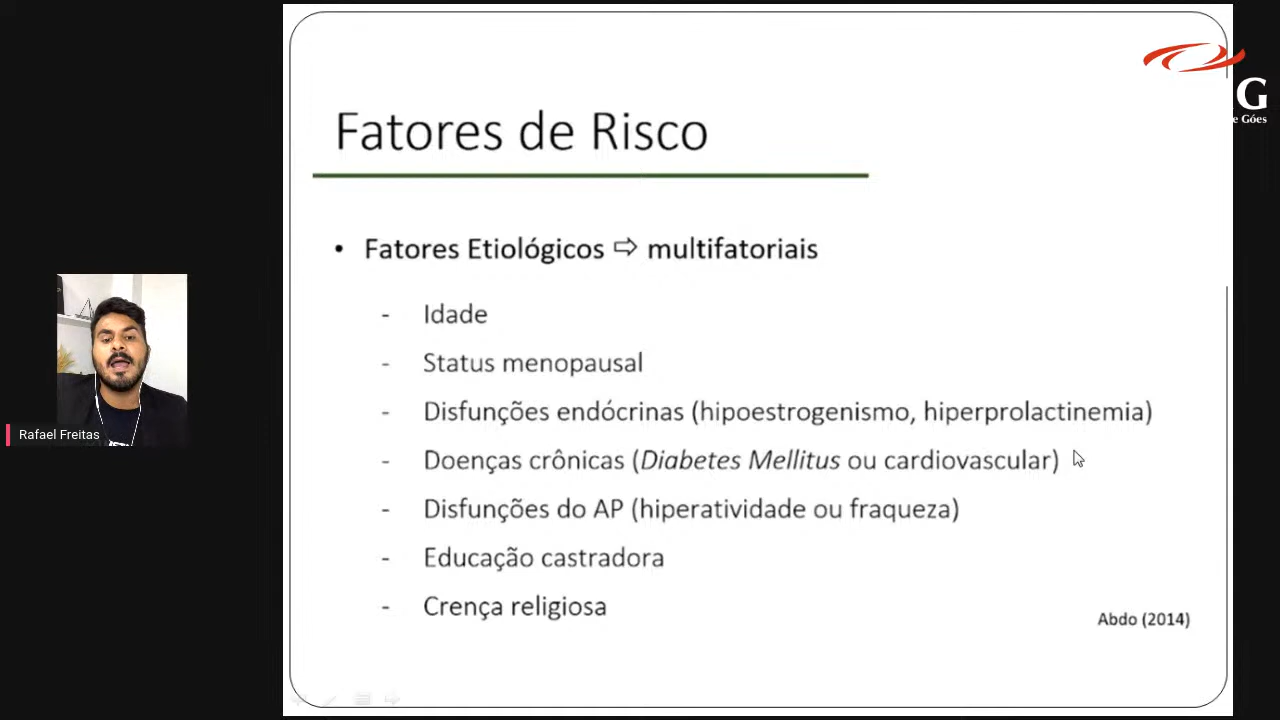 Fatores de Risco
• Fatores Etiológicos ⇨ multifatoriais
- Idade
- Status menopausal
- Disfunções endócrinas (hipoestrogenismo, hiperprolactinemia)
- Doenças crônicas (Diabetes Mellitus ou cardiovascular)
- Disfunções do AP (hiperatividade ou fraqueza)
- Educação castradora
- Crença religiosa
Abdo (2014)
Rafael Freitas
G
e Góes